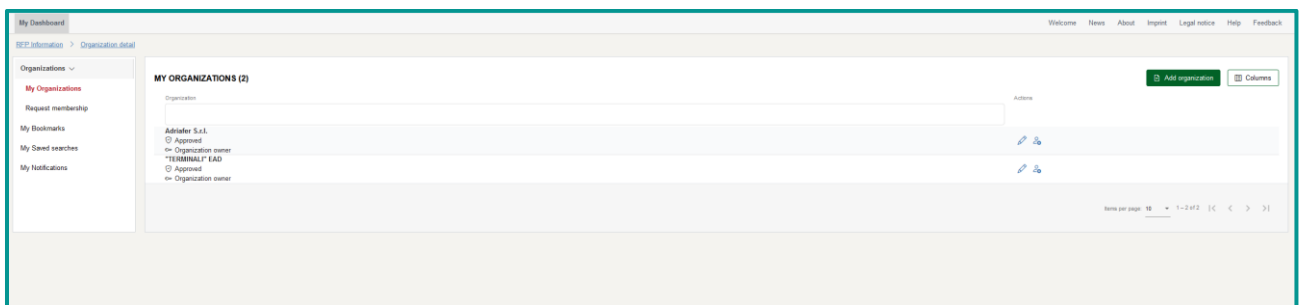 My Dashboard Welcome News About Imprint Legal notice Help Feedback
RFP Information > Organization detail
Organizations
My Organizations
Request membership
My Bookmarks
My Saved searches
My Notifications
MY ORGANIZATIONS (2)
Add organization Columns
Organization Actions
Adriafer S.r.l.
Approved
Organization owner
"TERMINALI" EAD
Approved
Organization owner
Items per page: 15 1 – 2 of 2